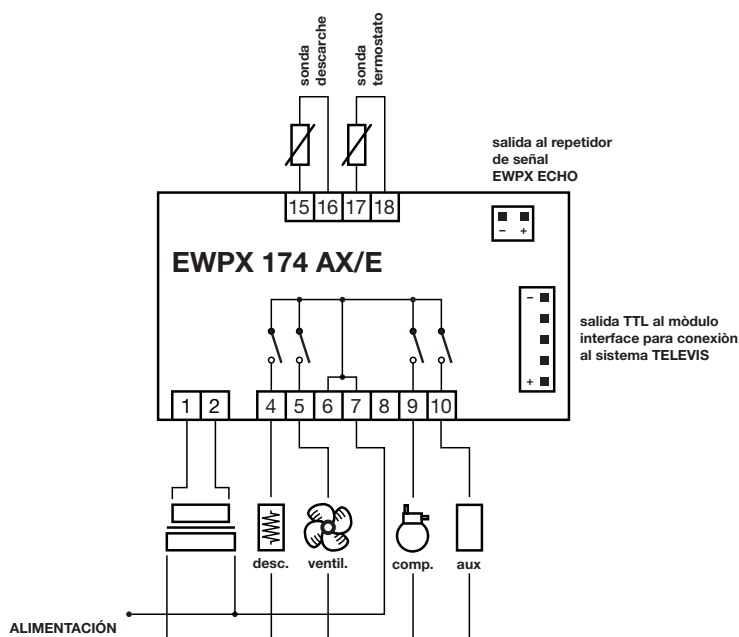 sonda
descarche
sonda
termostato
salida al repetidor
de señal
EWPX ECHO
15 16 17 18
− +
EWPX 174 AX/E
−
+
salida TTL al mòdulo
interface para conexiòn
al sistema TELEVIS
1 2 4 5 6 7 8 9 10
desc. ventil. comp. aux
ALIMENTACIÓN